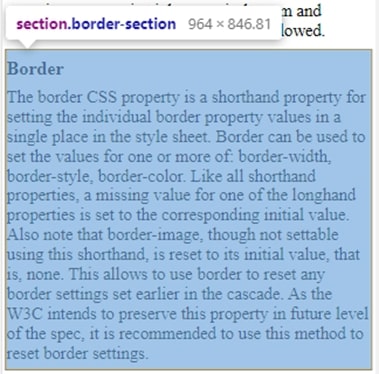 m and
section.border-section 964 × 846.81
lowed.
Border
The border CSS property is a shorthand property for
setting the individual border property values in a
single place in the style sheet. Border can be used to
set the values for one or more of: border-width,
border-style, border-color. Like all shorthand
properties, a missing value for one of the longhand
properties is set to the corresponding initial value.
Also note that border-image, though not settable
using this shorthand, is reset to its initial value, that
is, none. This allows to use border to reset any
border settings set earlier in the cascade. As the
W3C intends to preserve this property in future level
of the spec, it is recommended to use this method to
reset border settings.